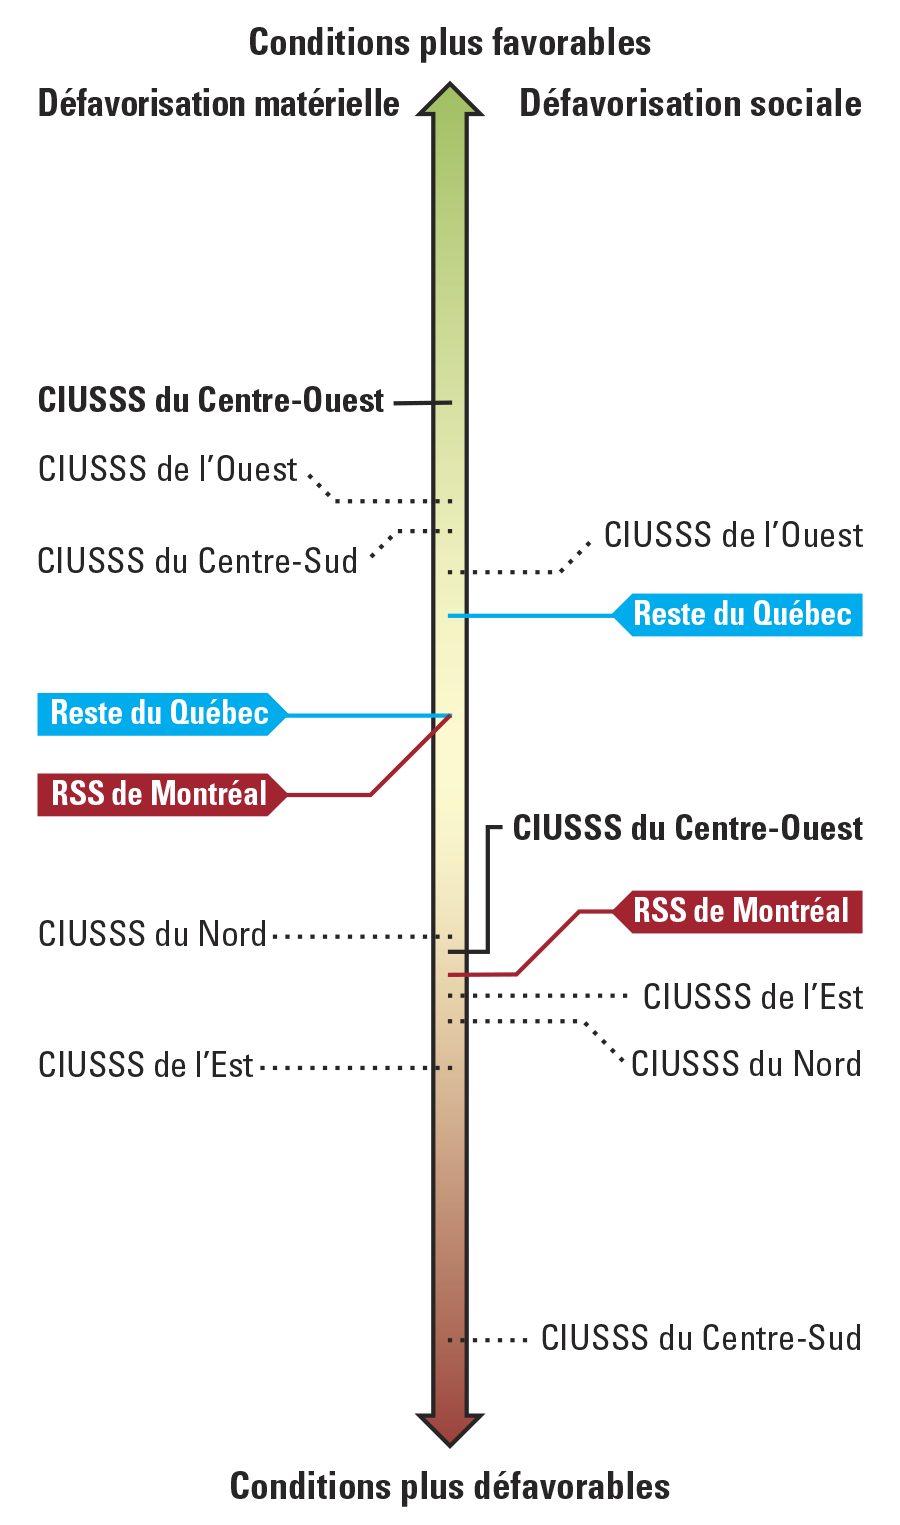 Conditions plus favorables
Défavorisation matérielle
Défavorisation sociale
CIUSSS du Centre-Ouest
CIUSSS de l’Ouest
CIUSSS du Centre-Sud
Reste du Québec
RSS de Montréal
CIUSSS du Nord
CIUSSS de l’Est
CIUSSS de l’Ouest
Reste du Québec
CIUSSS du Centre-Ouest
RSS de Montréal
CIUSSS de l’Est
CIUSSS du Nord
CIUSSS du Centre-Sud
Conditions plus défavorables